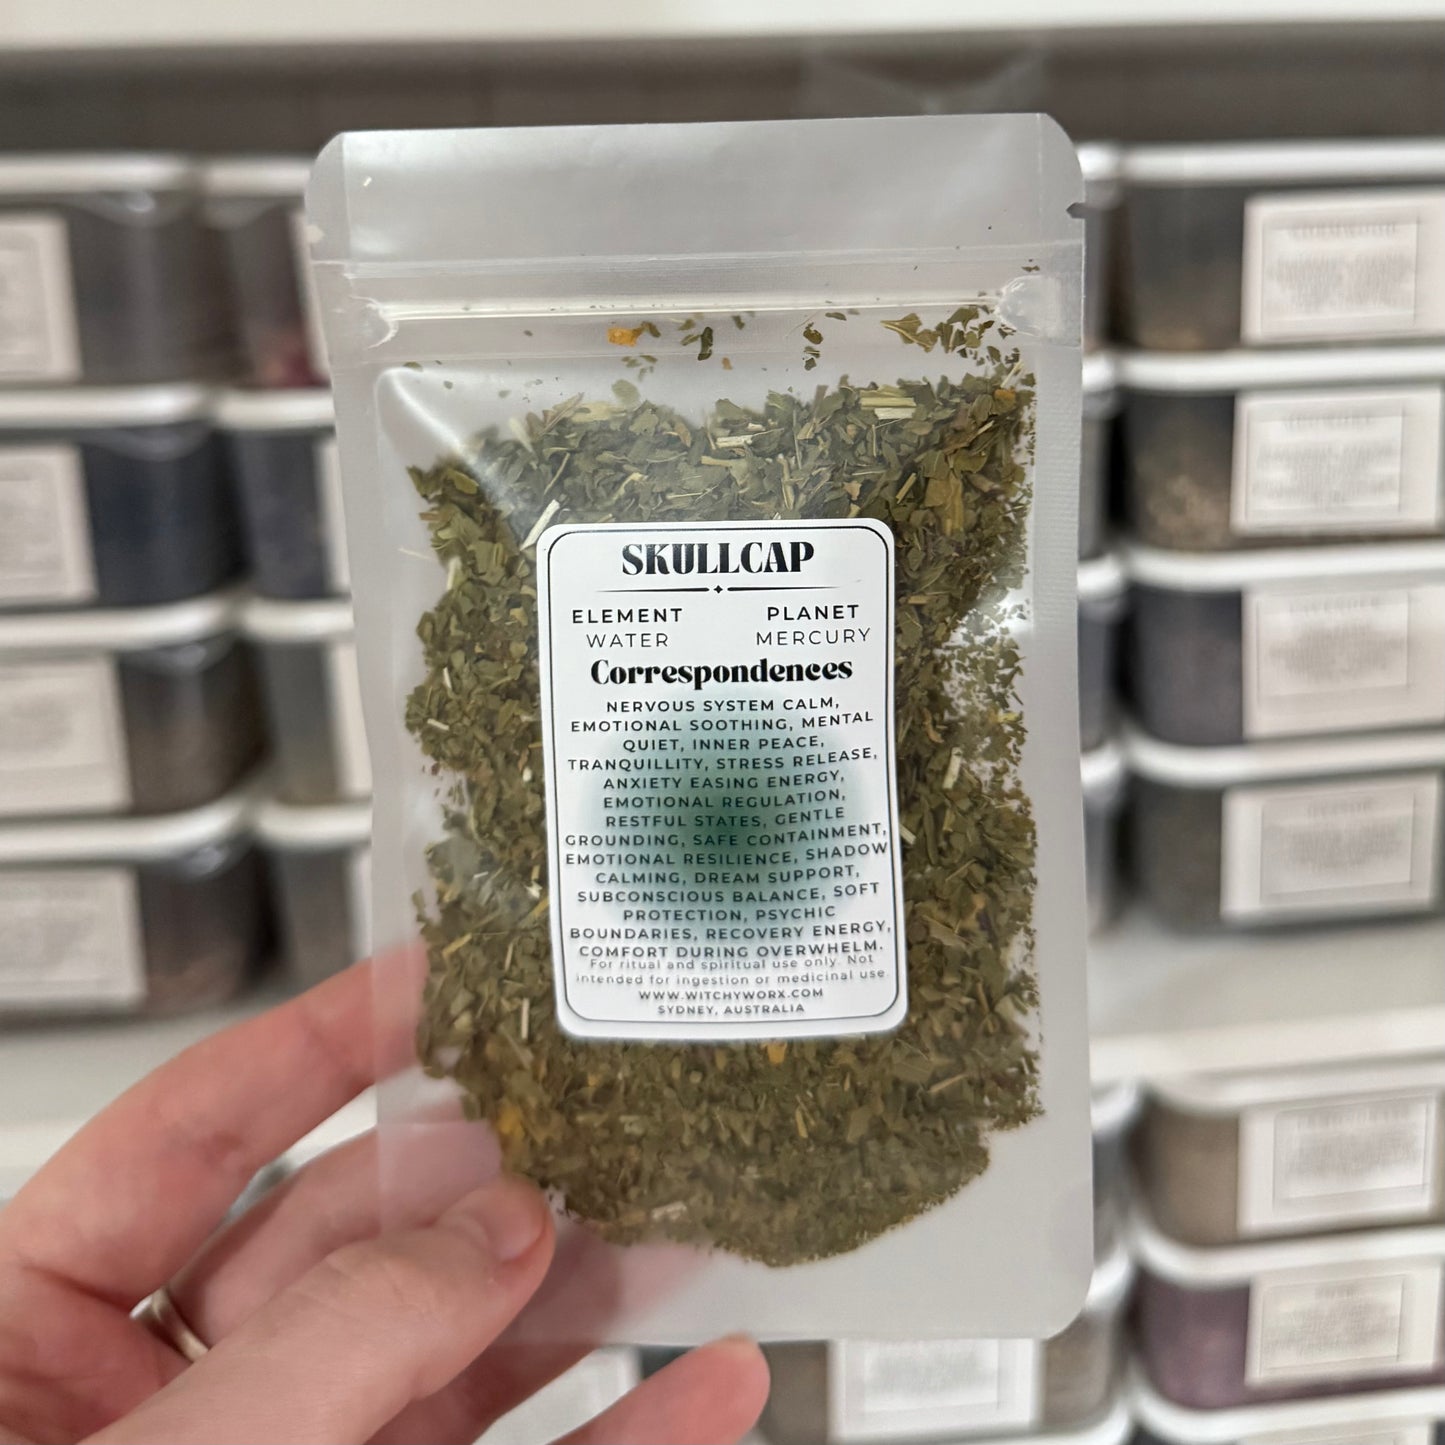 SKULLCAP
ELEMENT PLANET
WATER MERCURY
Correspondences
NERVOUS SYSTEM CALM,
EMOTIONAL SOOTHING, MENTAL
QUIET, INNER PEACE,
TRANQUILLITY, STRESS RELEASE,
ANXIETY EASING ENERGY,
EMOTIONAL REGULATION,
RESTFUL STATES, GENTLE
GROUNDING, SAFE CONTAINMENT,
EMOTIONAL RESILIENCE, SHADOW
CALMING, DREAM SUPPORT,
SUBCONSCIOUS BALANCE, SOFT
PROTECTION, PSYCHIC
BOUNDARIES, RECOVERY ENERGY,
COMFORT DURING OVERWHELM.
For ritual and spiritual use only. Not
intended for ingestion or medicinal use.
WWW.WITCHYWORX.COM
SYDNEY, AUSTRALIA